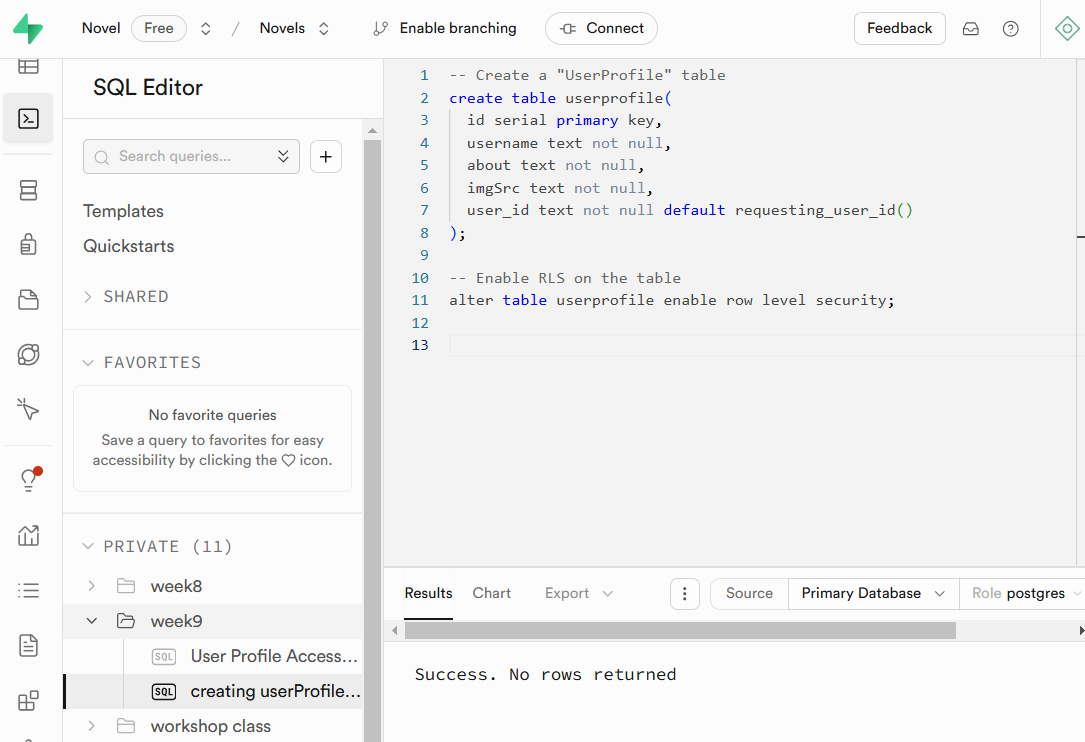 Novel Free / Novels Enable branching Connect Feedback
SQL Editor
Search queries...
Templates
Quickstarts
SHARED
FAVORITES
No favorite queries
Save a query to favorites for easy
accessibility by clicking the ♡ icon.
PRIVATE (11)
week8
week9
SQL User Profile Access...
SQL creating userProfile...
workshop class
1 -- Create a "UserProfile" table
2 create table userprofile(
3 id serial primary key,
4 username text not null,
5 about text not null,
6 imgSrc text not null,
7 user_id text not null default requesting_user_id()
8 );
9
10 -- Enable RLS on the table
11 alter table userprofile enable row level security;
12
13
Results Chart Export Source Primary Database Role postgres
Success. No rows returned